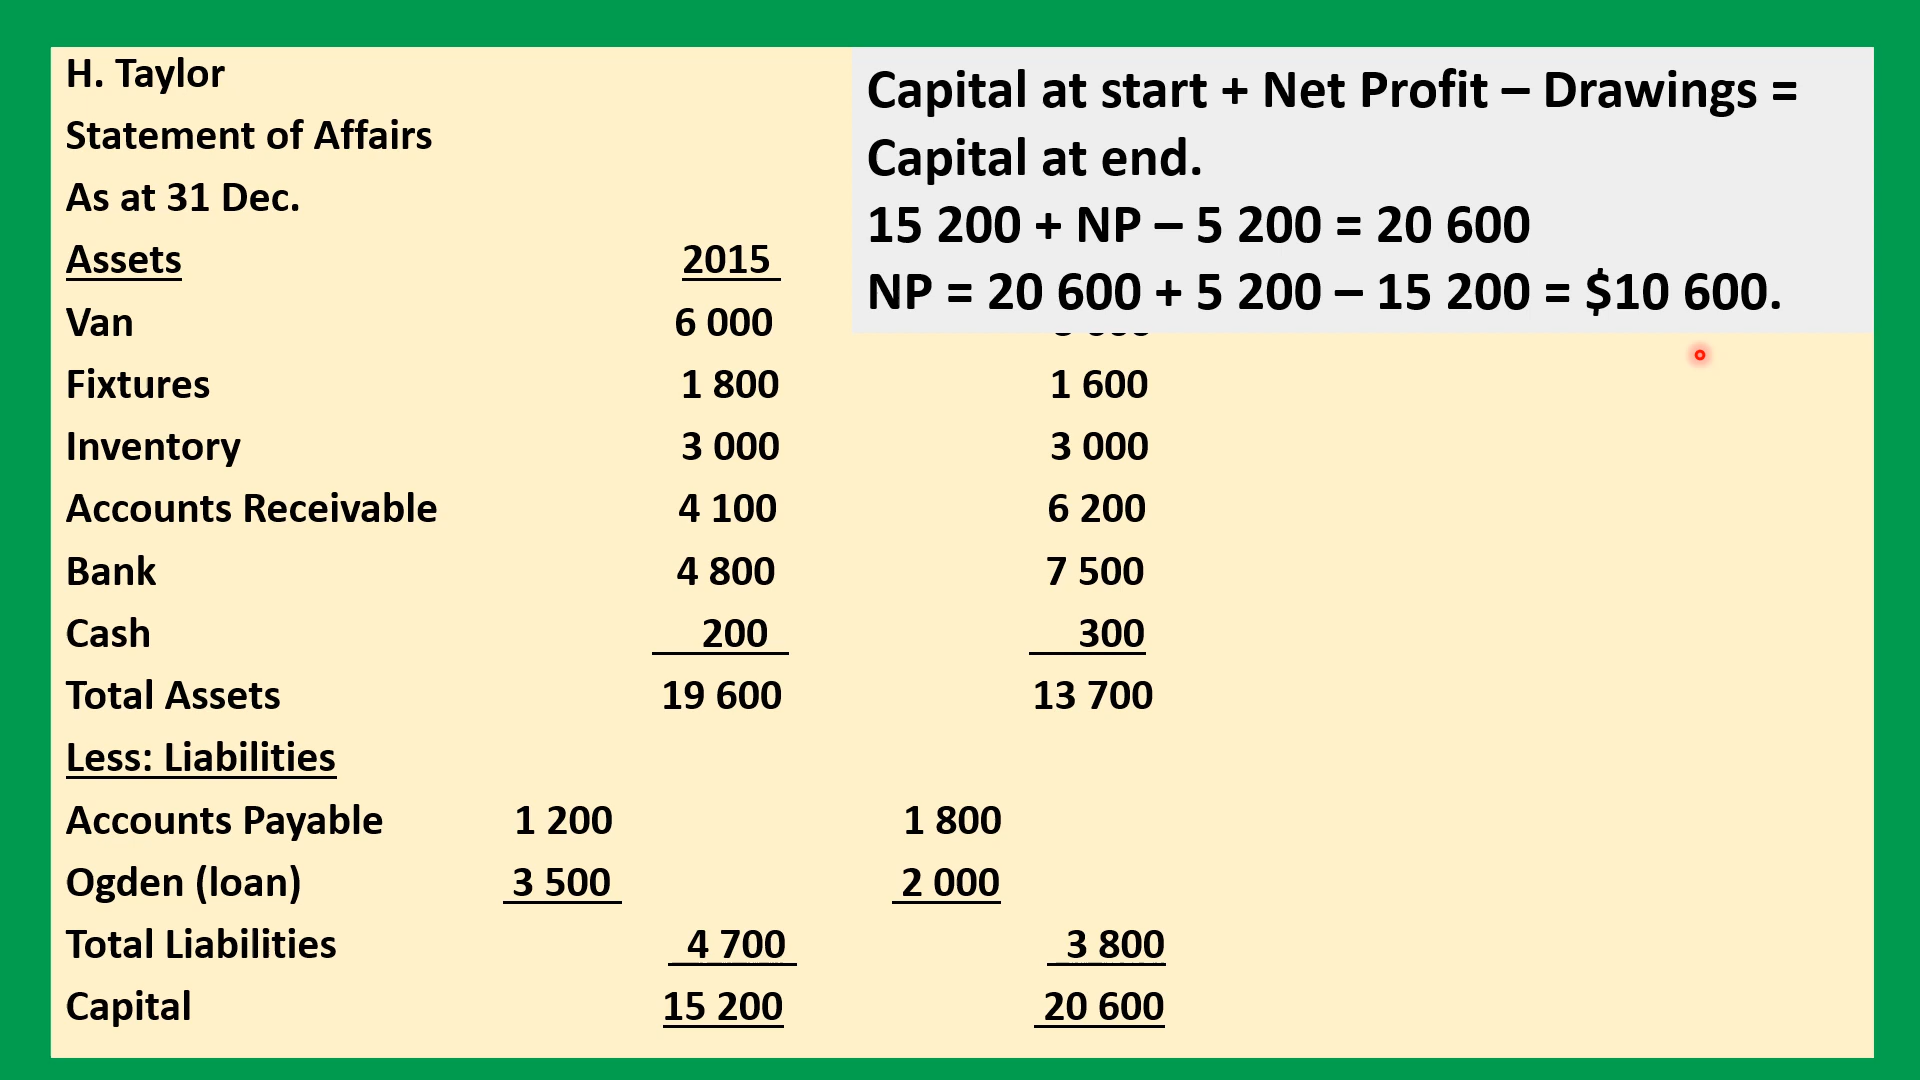 H. Taylor
Statement of Affairs
As at 31 Dec.
Capital at start + Net Profit – Drawings =
Capital at end.
15 200 + NP – 5 200 = 20 600
NP = 20 600 + 5 200 – 15 200 = $10 600.
Assets 2015
Van 6 000
Fixtures 1 800 1 600
Inventory 3 000 3 000
Accounts Receivable 4 100 6 200
Bank 4 800 7 500
Cash 200 300
Total Assets 19 600 13 700
Less: Liabilities
Accounts Payable 1 200 1 800
Ogden (loan) 3 500 2 000
Total Liabilities 4 700 3 800
Capital 15 200 20 600